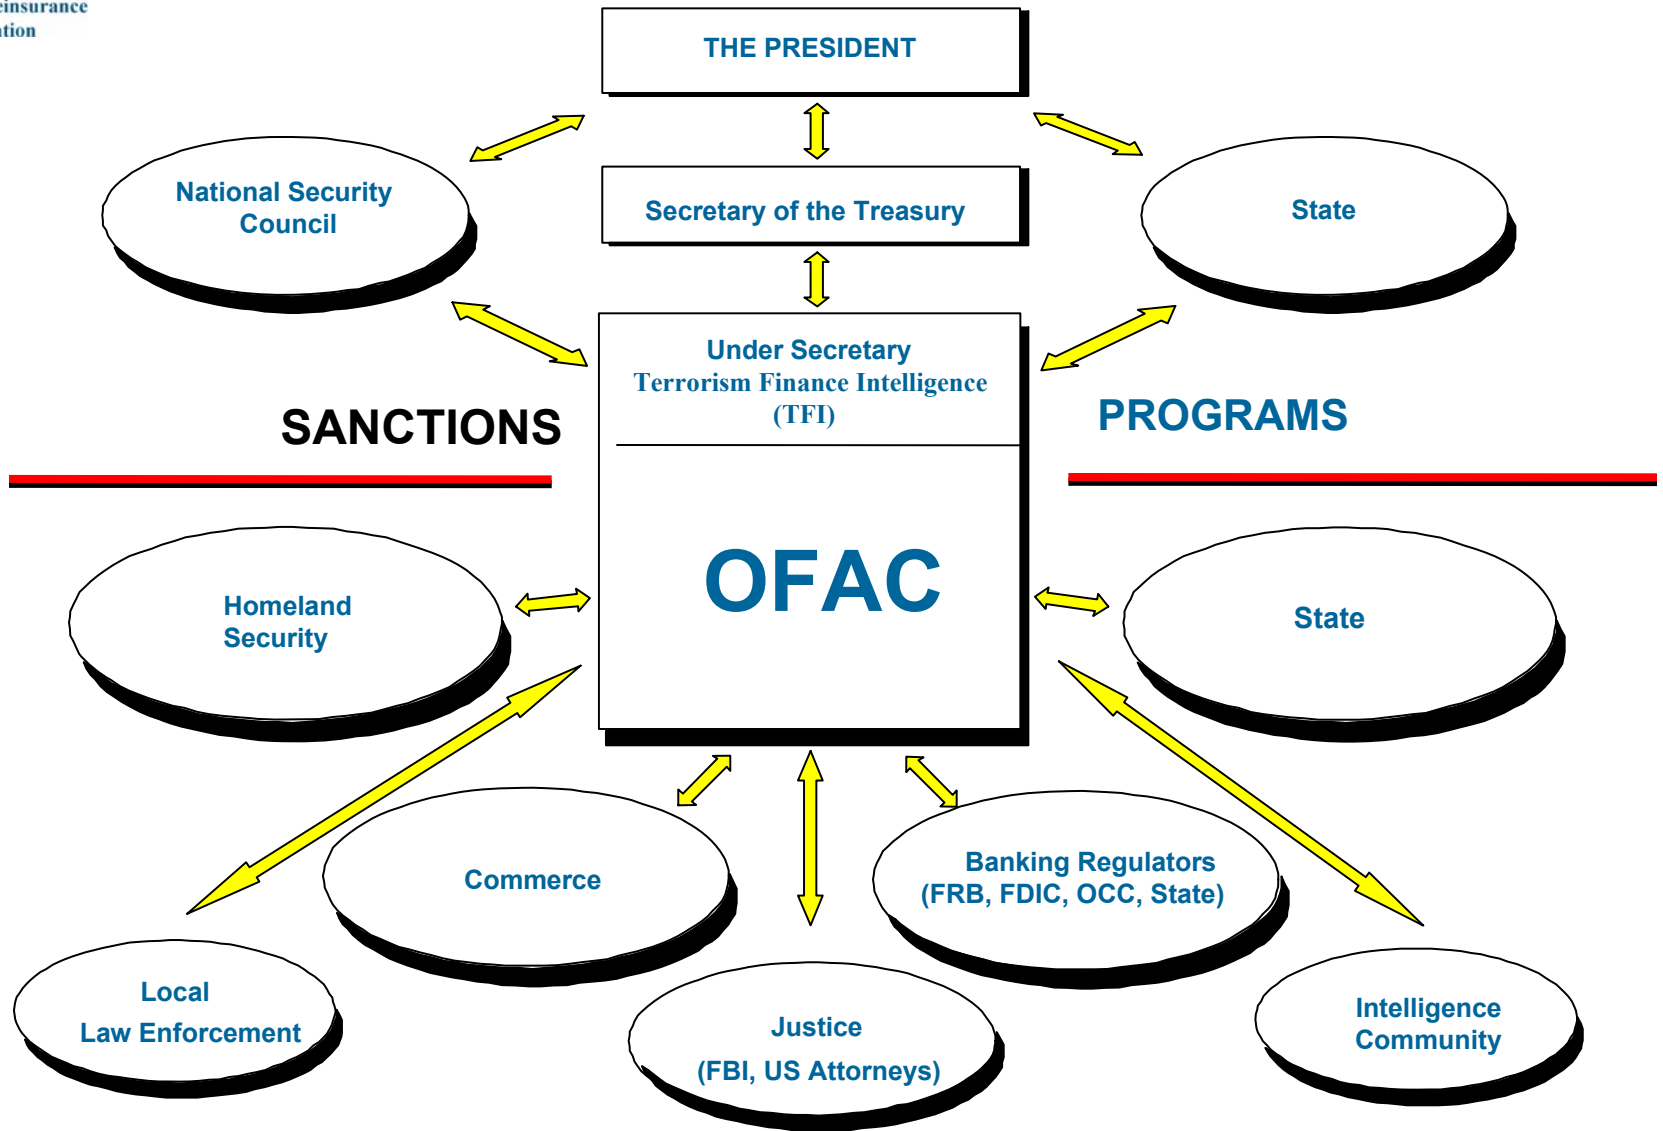 THE PRESIDENT
National Security
Council
Secretary of the Treasury
State
Under Secretary
Terrorism Finance Intelligence
(TFI)
SANCTIONS
PROGRAMS
OFAC
Homeland
Security
State
Commerce
Banking Regulators
(FRB, FDIC, OCC, State)
Local
Law Enforcement
Justice
(FBI, US Attorneys)
Intelligence
Community